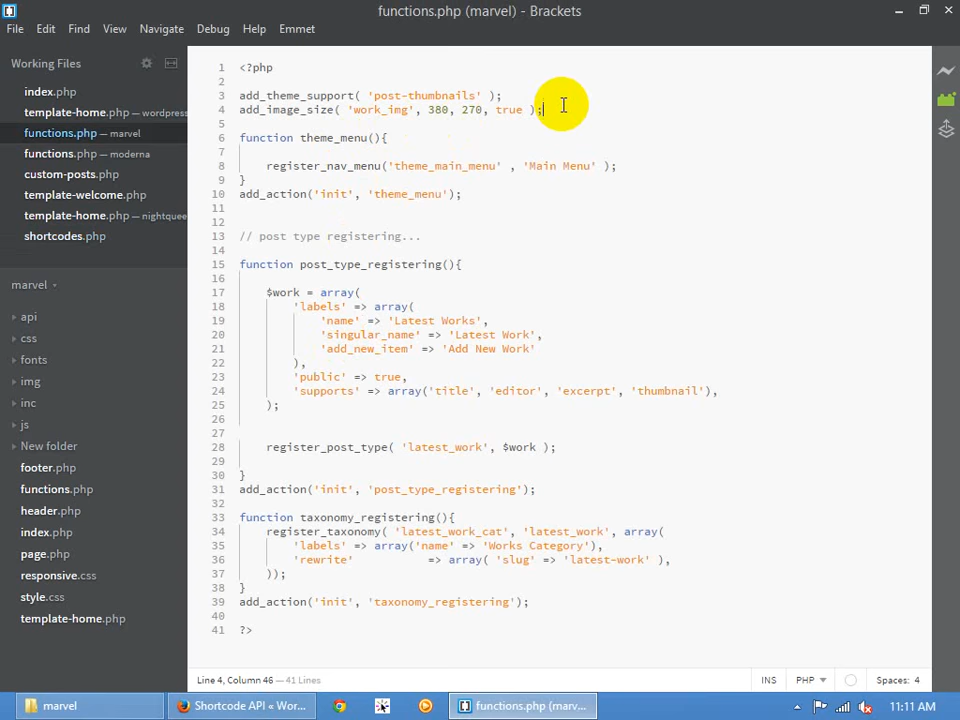 functions.php (marvel) - Brackets
File Edit Find View Navigate Debug Help Emmet
Working Files
index.php
template-home.php — wordpress
functions.php — marvel
functions.php — moderna
custom-posts.php
template-welcome.php
template-home.php — nightquee
shortcodes.php
marvel
api
css
fonts
img
inc
js
New folder
footer.php
functions.php
header.php
index.php
page.php
responsive.css
style.css
template-home.php
1 <?php
2
3 add_theme_support( 'post-thumbnails' );
4 add_image_size( 'work_img', 380, 270, true );
5
6 function theme_menu(){
7
8 register_nav_menu('theme_main_menu' , 'Main Menu' );
9 }
10 add_action('init', 'theme_menu');
11
12
13 // post type registering...
14
15 function post_type_registering(){
16
17 $work = array(
18 'labels' => array(
19 'name' => 'Latest Works',
20 'singular_name' => 'Latest Work',
21 'add_new_item' => 'Add New Work'
22 ),
23 'public' => true,
24 'supports' => array('title', 'editor', 'excerpt', 'thumbnail'),
25 );
26
27
28 register_post_type( 'latest_work', $work );
29
30 }
31 add_action('init', 'post_type_registering');
32
33 function taxonomy_registering(){
34 register_taxonomy( 'latest_work_cat', 'latest_work', array(
35 'labels' => array('name' => 'Works Category'),
36 'rewrite' => array( 'slug' => 'latest-work' ),
37 ));
38 }
39 add_action('init', 'taxonomy_registering');
40
41 ?>
Line 4, Column 46 — 41 Lines
INS PHP Spaces: 4
marvel
Shortcode API « Wor...
functions.php (marv...
11:11 AM